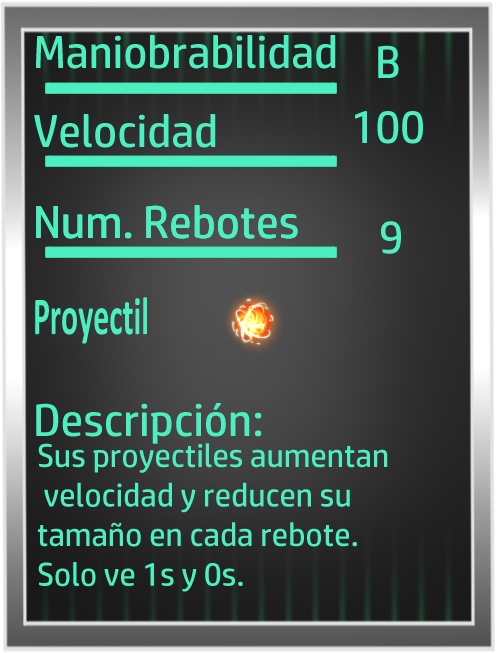 Maniobrabilidad B
Velocidad 100
Num. Rebotes 9
Proyectil
Descripción:
Sus proyectiles aumentan
velocidad y reducen su
tamaño en cada rebote.
Solo ve 1s y 0s.